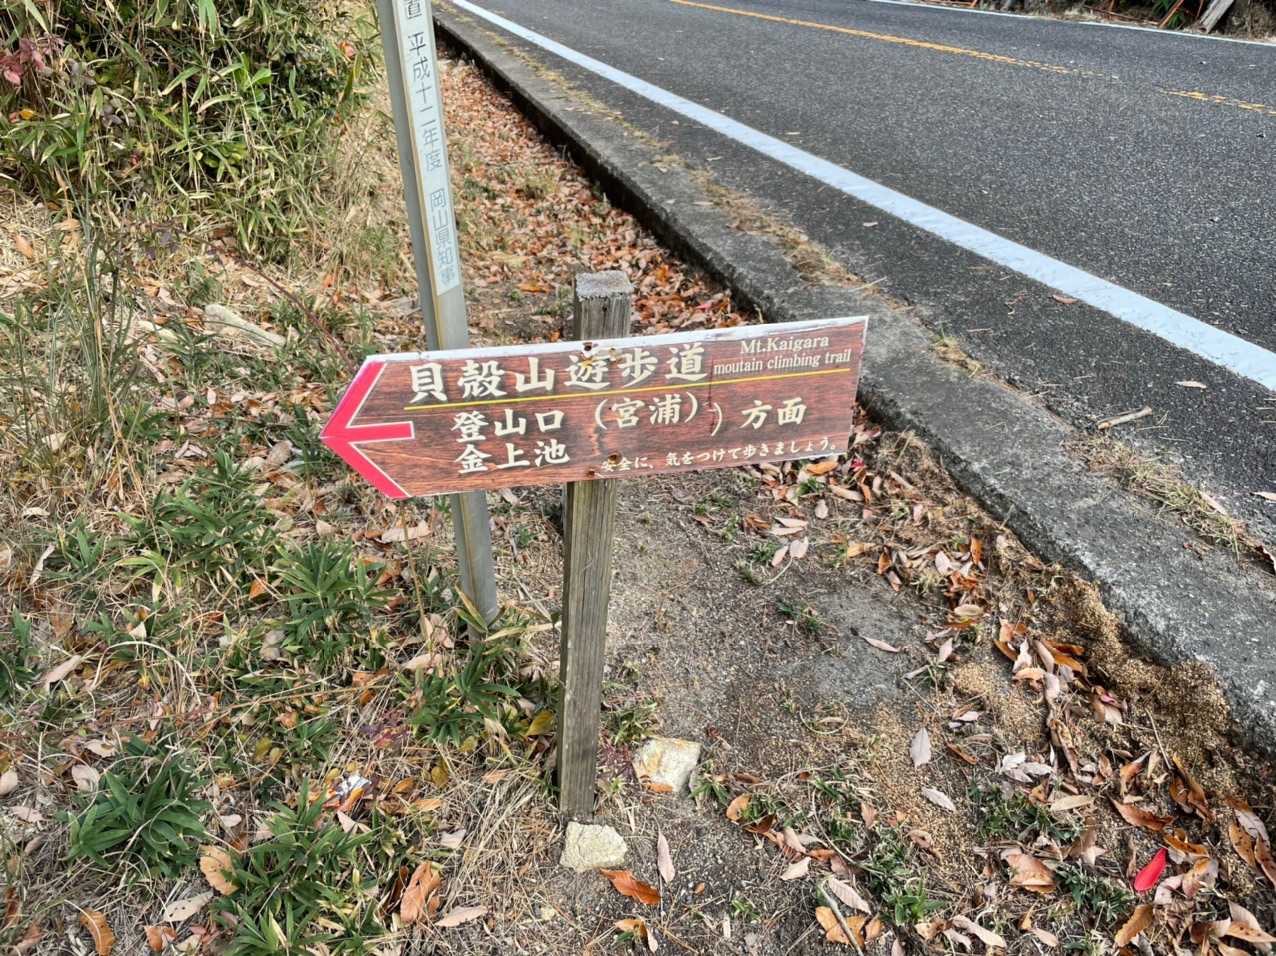 平成十二年度 岡山県知事
貝殻山遊歩道
Mt.Kaigara
moutain climbing trail
登山口（宮浦）方面
金上池
安全に、気をつけて歩きましょう。